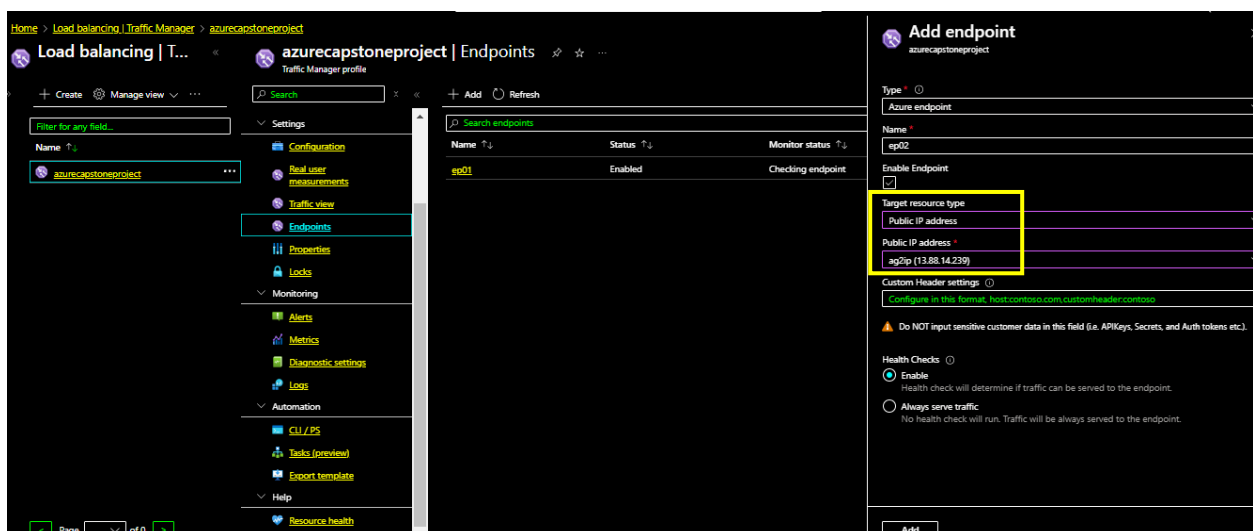 Home > Load balancing | Traffic Manager > azurecapstoneproject
Load balancing | T... «
+ Create Manage view ...
Filter for any field...
Name ↑↓
azurecapstoneproject ...
< Page of 0 >
azurecapstoneproject | Endpoints ...
Traffic Manager profile
Search
Settings
Configuration
Real user
measurements
Traffic view
Endpoints
Properties
Locks
Monitoring
Alerts
Metrics
Diagnostic settings
Logs
Automation
CLI / PS
Tasks (preview)
Export template
Help
Resource health
+ Add Refresh
Search endpoints
Name ↑↓ Status ↑↓ Monitor status ↑↓
ep01 Enabled Checking endpoint
Add endpoint
azurecapstoneproject
Type *
Azure endpoint
Name *
ep02
Enable Endpoint
Target resource type
Public IP address
Public IP address *
ag2ip (13.88.14.239)
Custom Header settings
Configure in this format, host:contoso.com,customheader:contoso
Do NOT input sensitive customer data in this field (i.e. APIKeys, Secrets, and Auth tokens etc.).
Health Checks
Enable
Health check will determine if traffic can be served to the endpoint.
Always serve traffic
No health check will run. Traffic will be always served to the endpoint.
Add